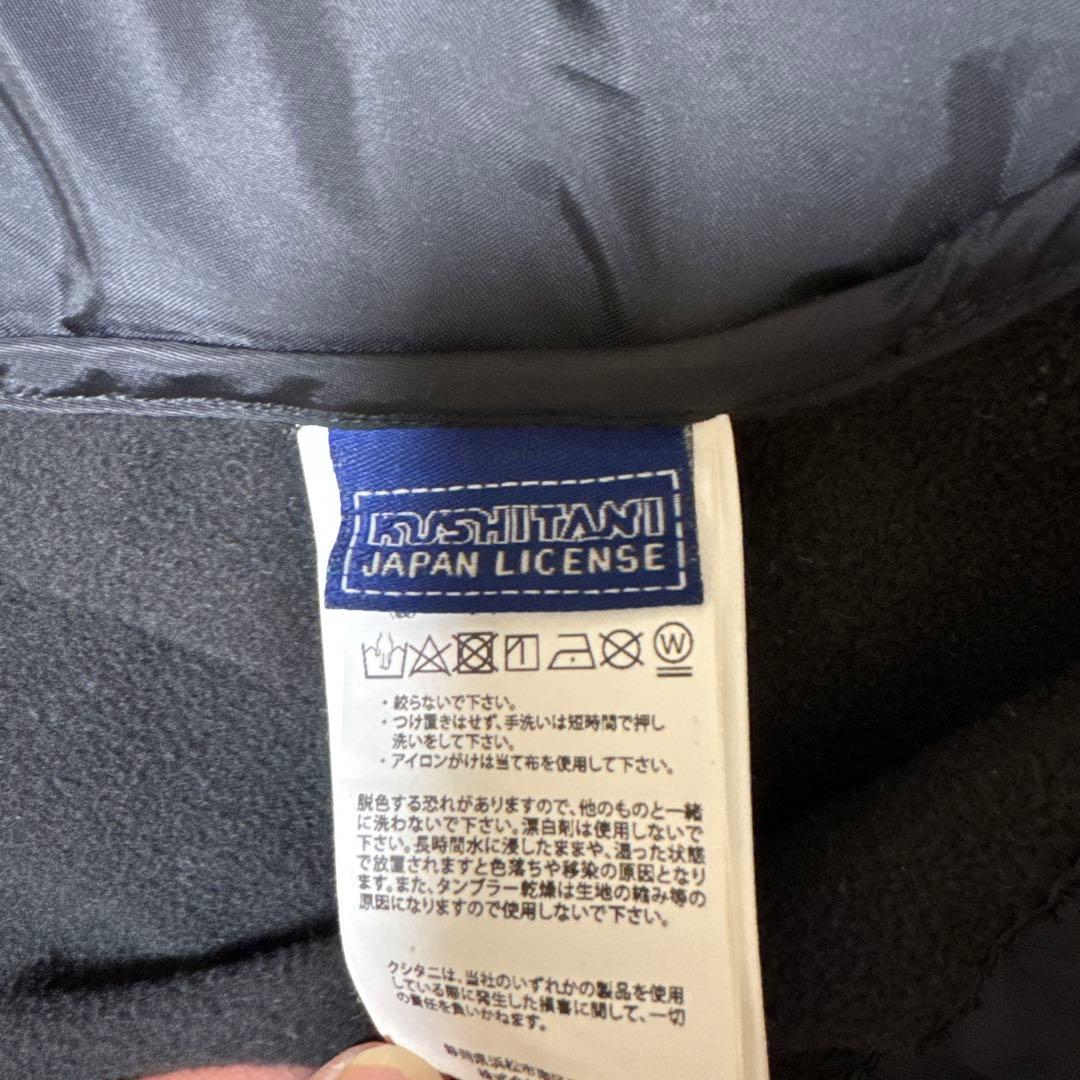 KUSHITANI
JAPAN LICENSE
W
・絞らないで下さい。
・つけ置きはせず、手洗いは短時間で押し
洗いをして下さい。
・アイロンがけは当て布を使用して下さい。
脱色する恐れがありますので、他のものと一緒
に洗わないで下さい。漂白剤は使用しないで
下さい。長時間水に浸したままや、湿った状態
で放置されますと色落ちや移染の原因となり
ます。また、タンブラー乾燥は生地の縮み等の
原因になりますので使用しないで下さい。
クシタニは、当社のいずれかの製品を使用
している際に発生した損害に関して、一切
の責任を負いかねます。
静岡県浜松市南区
株式会